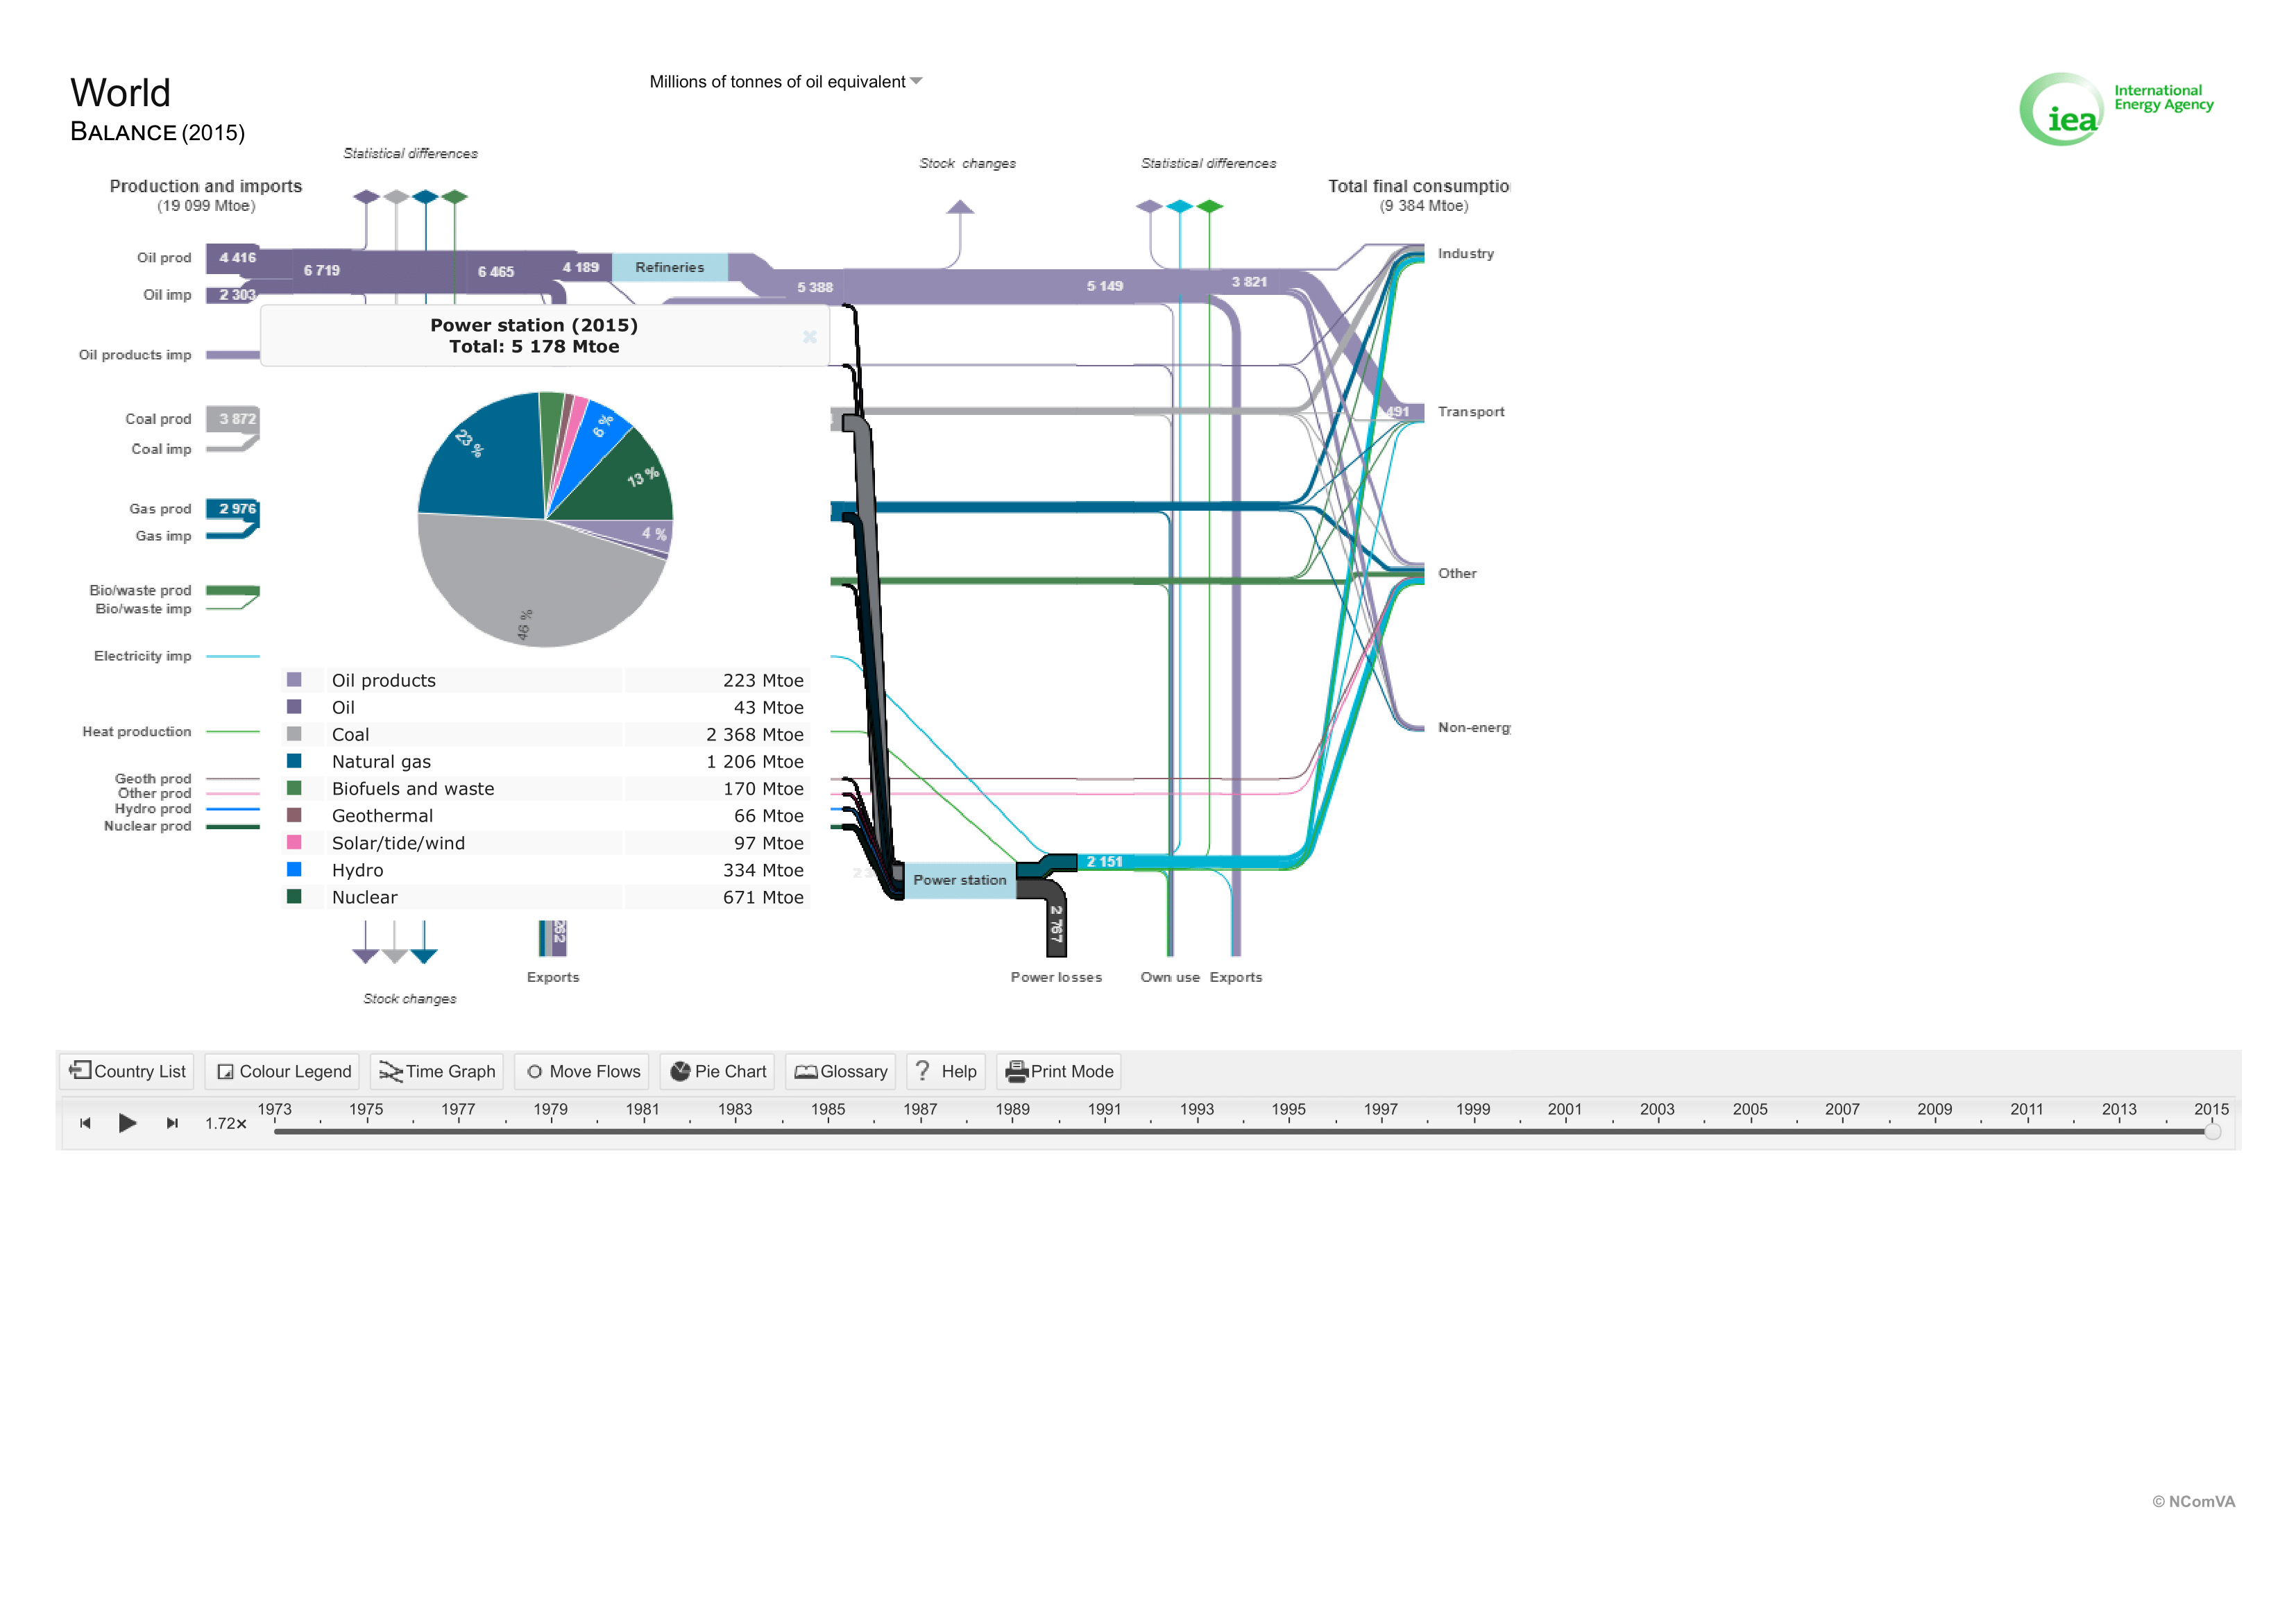 World
Millions of tonnes of oil equivalent
iea
International
Energy Agency
BALANCE (2015)
Statistical differences
Stock changes
Statistical differences
Production and imports
(19 099 Mtoe)
Total final consumptio
(9 384 Mtoe)
Oil prod
4 416
6 719
6 465
4 189
Refineries
5 388
5 149
3 821
Industry
Oil imp
2 303
Power station (2015)
Total: 5 178 Mtoe
Oil products imp
Coal prod
3 872
Coal imp
491
Transport
Gas prod
2 976
Gas imp
23 %
6 %
13 %
4 %
46 %
Bio/waste prod
Bio/waste imp
Other
Electricity imp
Heat production
Non-energ
Geoth prod
Other prod
Hydro prod
Nuclear prod
Oil products 223 Mtoe
Oil 43 Mtoe
Coal 2 368 Mtoe
Natural gas 1 206 Mtoe
Biofuels and waste 170 Mtoe
Geothermal 66 Mtoe
Solar/tide/wind 97 Mtoe
Hydro 334 Mtoe
Nuclear 671 Mtoe
Power station
2 151
2 767
Exports
Power losses
Own use
Exports
Stock changes
Country List
Colour Legend
Time Graph
Move Flows
Pie Chart
Glossary
? Help
Print Mode
1.72×
1973 1975 1977 1979 1981 1983 1985 1987 1989 1991 1993 1995 1997 1999 2001 2003 2005 2007 2009 2011 2013 2015
© NComVA